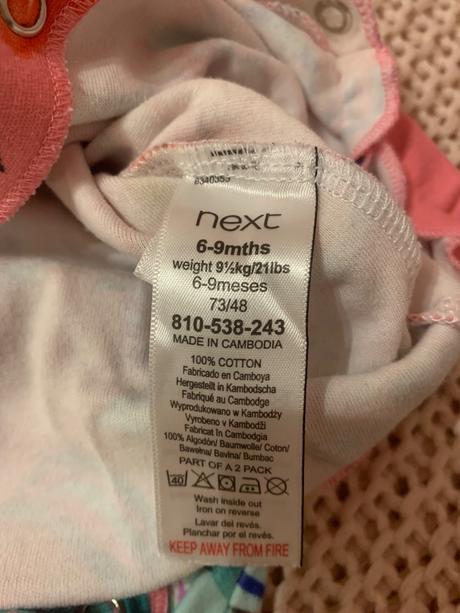 next
6-9mths
weight 9½kg/21lbs
6-9meses
73/48
810-538-243
MADE IN CAMBODIA
100% COTTON
Fabricado en Camboya
Hergestellt in Kambodscha
Fabriqué au Cambodge
Wyprodukowano w Kambodży
Vyrobeno v Kambodži
Fabricat în Cambodgia
100% Algodón/ Baumwolle/ Coton/
Bawełna/ Bavlna/ Bumbac
PART OF A 2 PACK
40
Wash inside out
Iron on reverse
Lavar del revés.
Planchar por el revés.
KEEP AWAY FROM FIRE